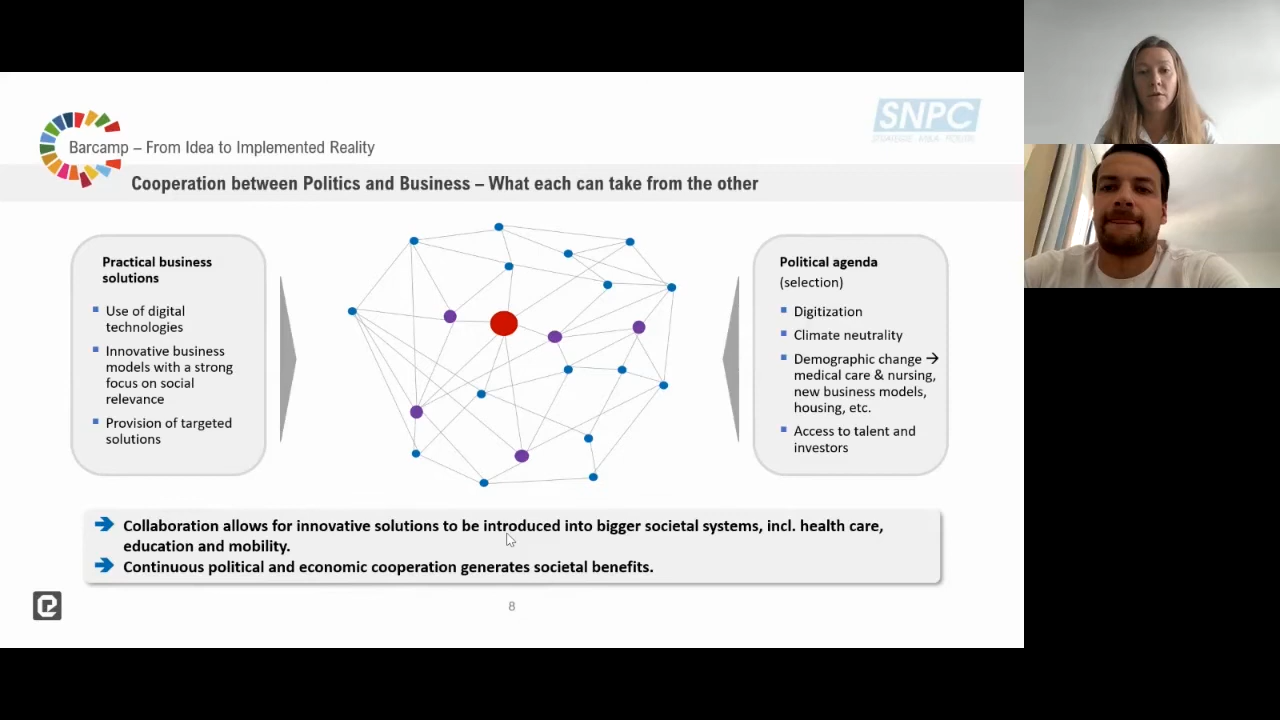 SNPC
Barcamp – From Idea to Implemented Reality
Cooperation between Politics and Business – What each can take from the other
Practical business
solutions
Use of digital
technologies
Innovative business
models with a strong
focus on social
relevance
Provision of targeted
solutions
Political agenda
(selection)
Digitization
Climate neutrality
Demographic change →
medical care & nursing,
new business models,
housing, etc.
Access to talent and
investors
Collaboration allows for innovative solutions to be introduced into bigger societal systems, incl. health care,
education and mobility.
Continuous political and economic cooperation generates societal benefits.
8